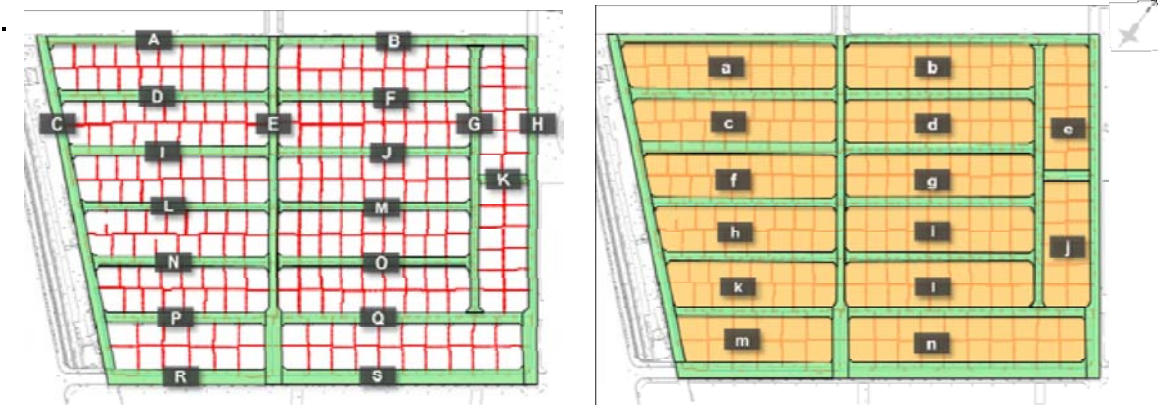 A B
D F
C E G H
I J
K
L M
N O
P Q
R S
a b
c d e
f g
h i
j
k l
m n